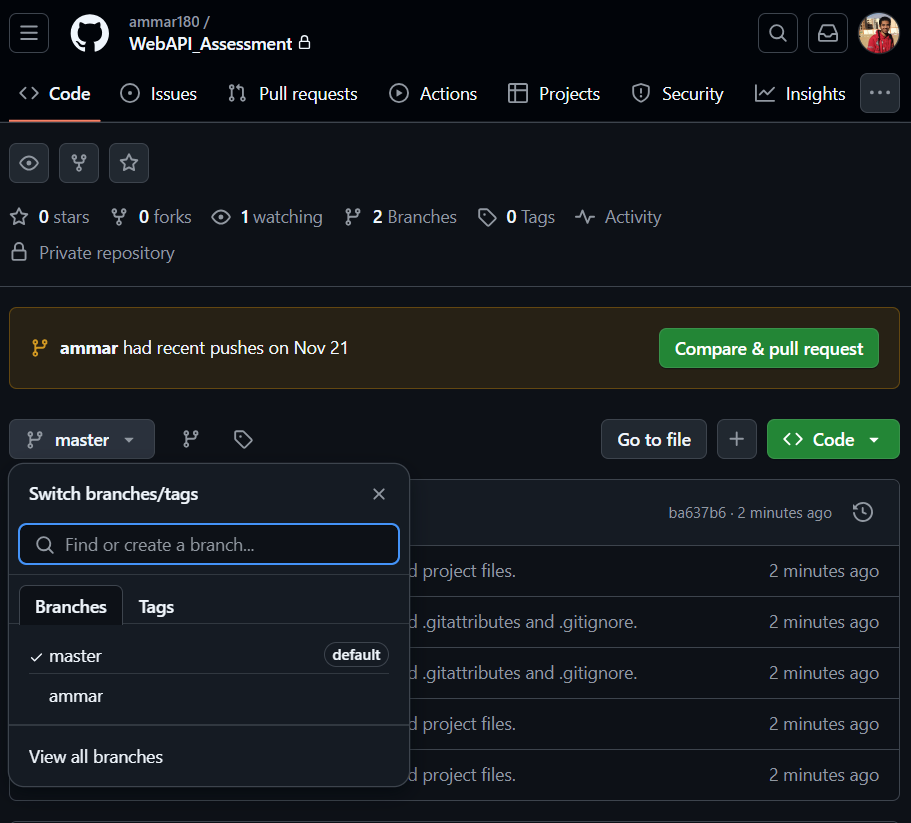 ammar180 /
WebAPI_Assessment
Code Issues Pull requests Actions Projects Security Insights
0 stars 0 forks 1 watching 2 Branches 0 Tags Activity
Private repository
ammar had recent pushes on Nov 21 Compare & pull request
master Go to file Code
Switch branches/tags
ba637b6 · 2 minutes ago
Find or create a branch...
d project files. 2 minutes ago
Branches Tags
d .gitattributes and .gitignore. 2 minutes ago
master default
d .gitattributes and .gitignore. 2 minutes ago
ammar
d project files. 2 minutes ago
View all branches
d project files. 2 minutes ago